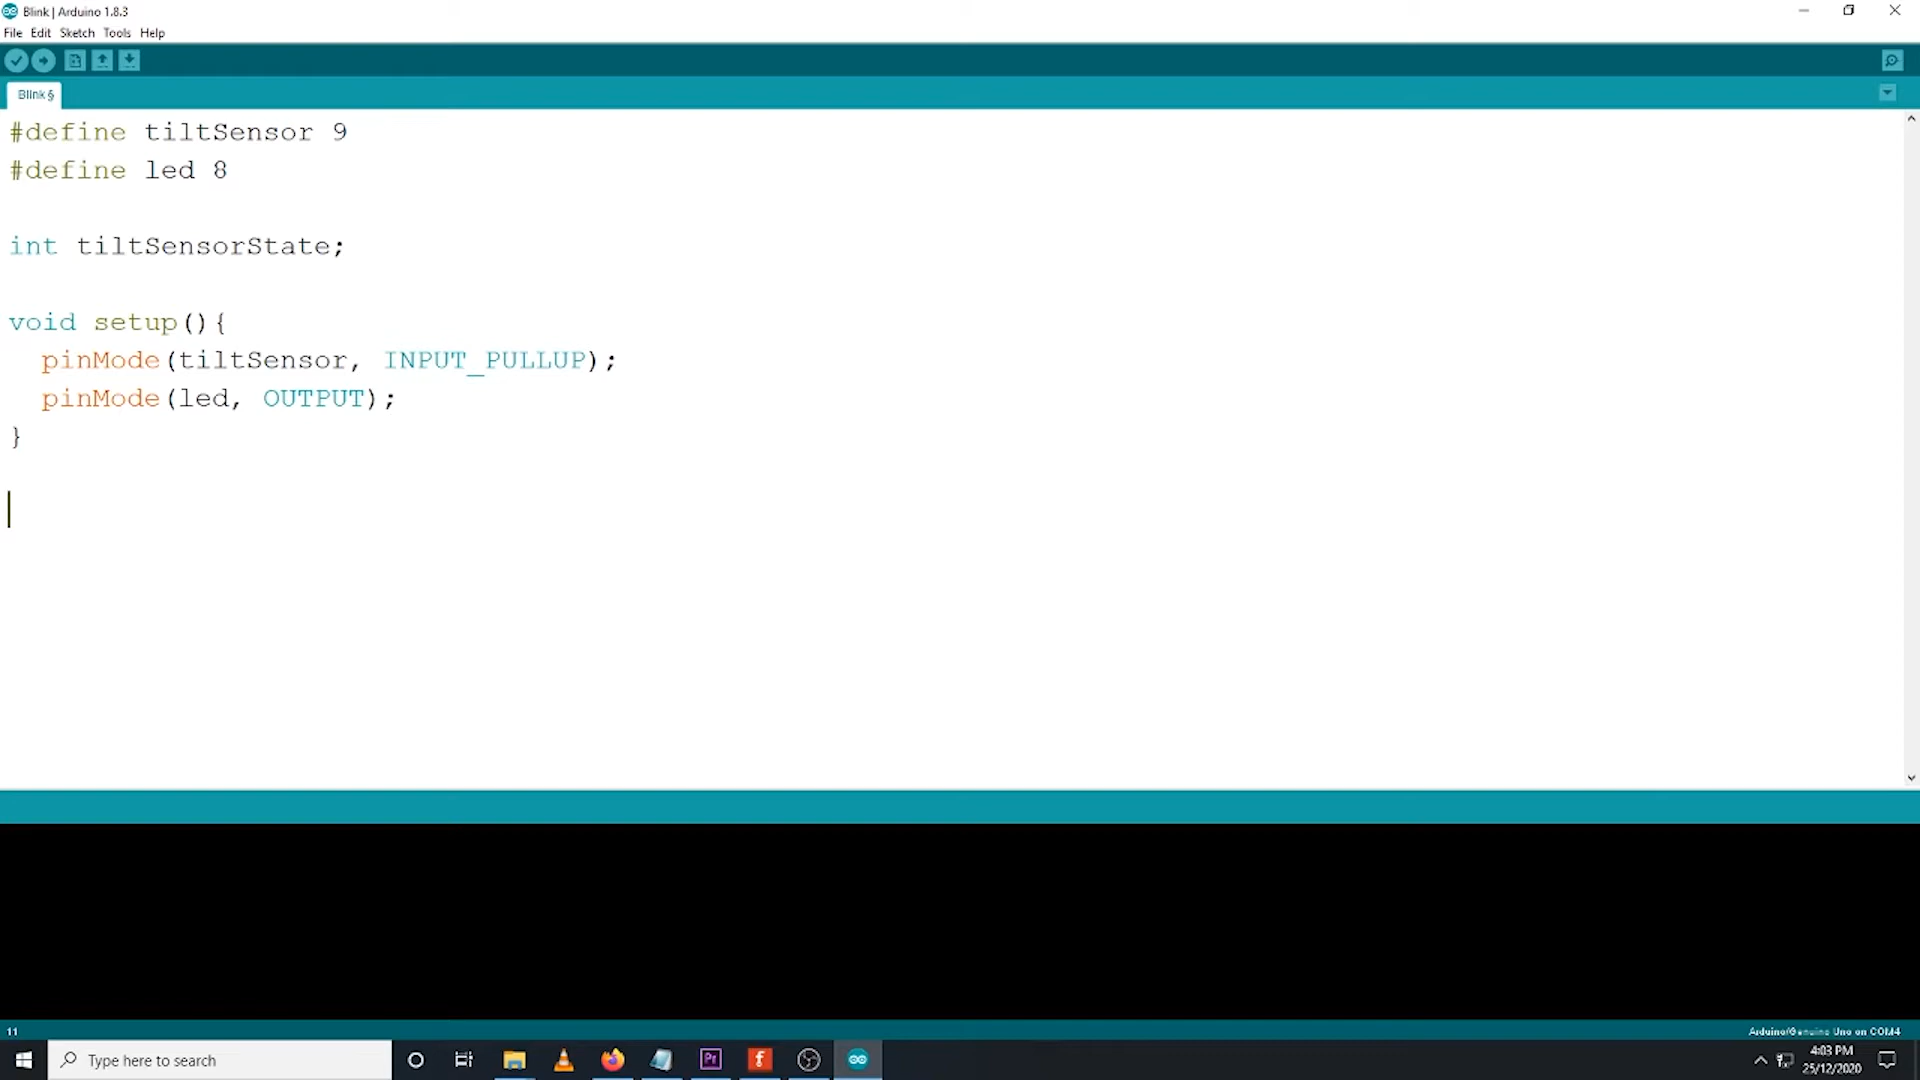 Blink | Arduino 1.8.3
File Edit Sketch Tools Help
Blink §
#define tiltSensor 9
#define led 8
int tiltSensorState;
void setup(){
  pinMode(tiltSensor, INPUT_PULLUP);
  pinMode(led, OUTPUT);
}
11
Arduino/Genuino Uno on COM4
Type here to search
Pr
f
4:03 PM
25/12/2020